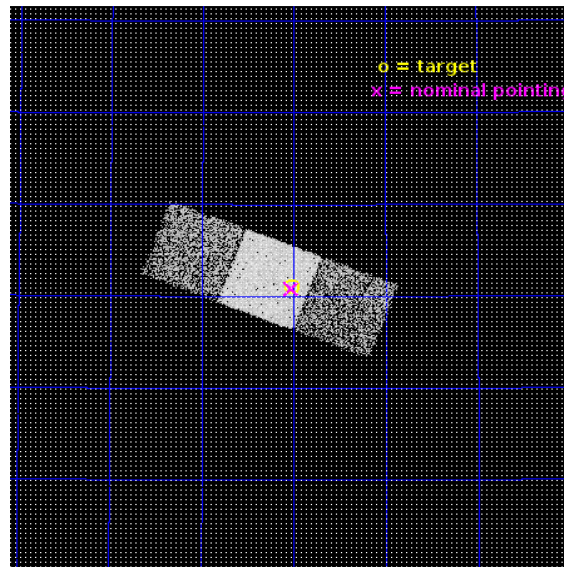 o = target
x = nominal pointing